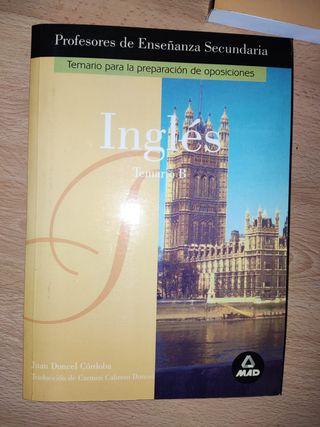 Profesores de Enseñanza Secundaria
Temario para la preparación de oposiciones
Inglés
Temario B
Juan Doncel Córdoba
Traducción de Carmen Cabrero Doncel
MAD